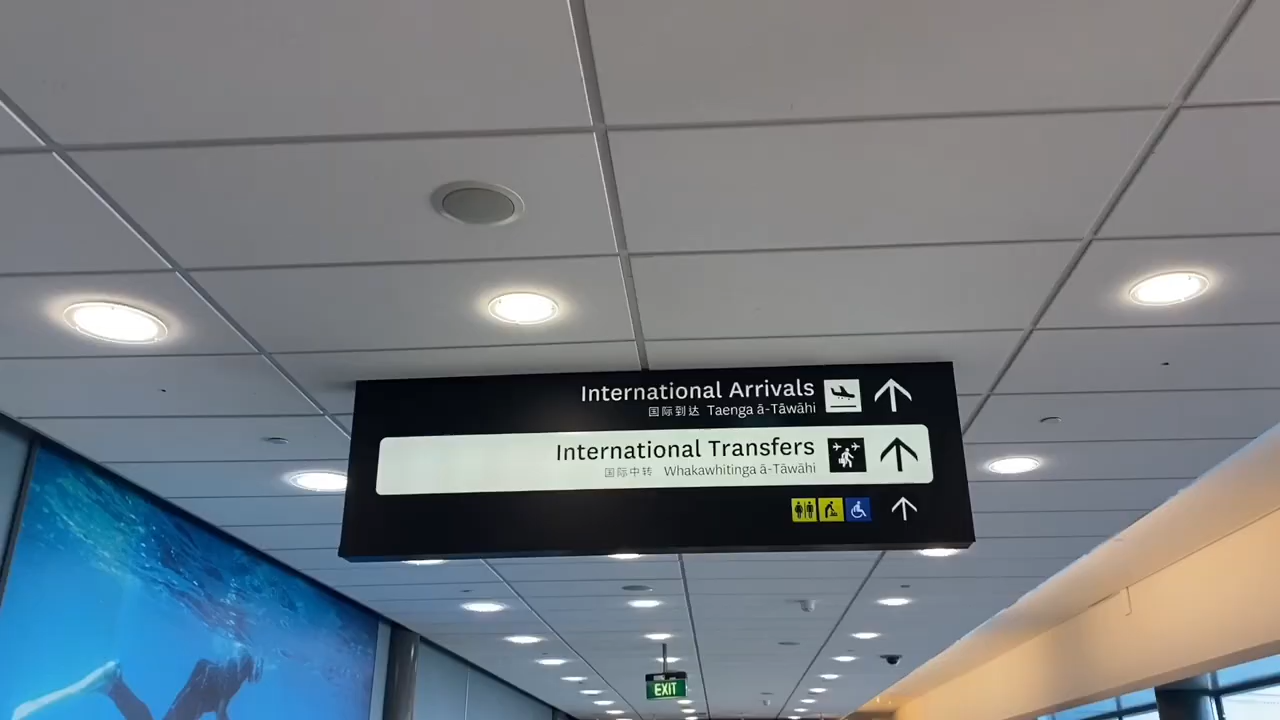 International Arrivals
国际到达 Taenga ā-Tāwāhi
International Transfers
国际中转 Whakawhitinga ā-Tāwāhi
EXIT